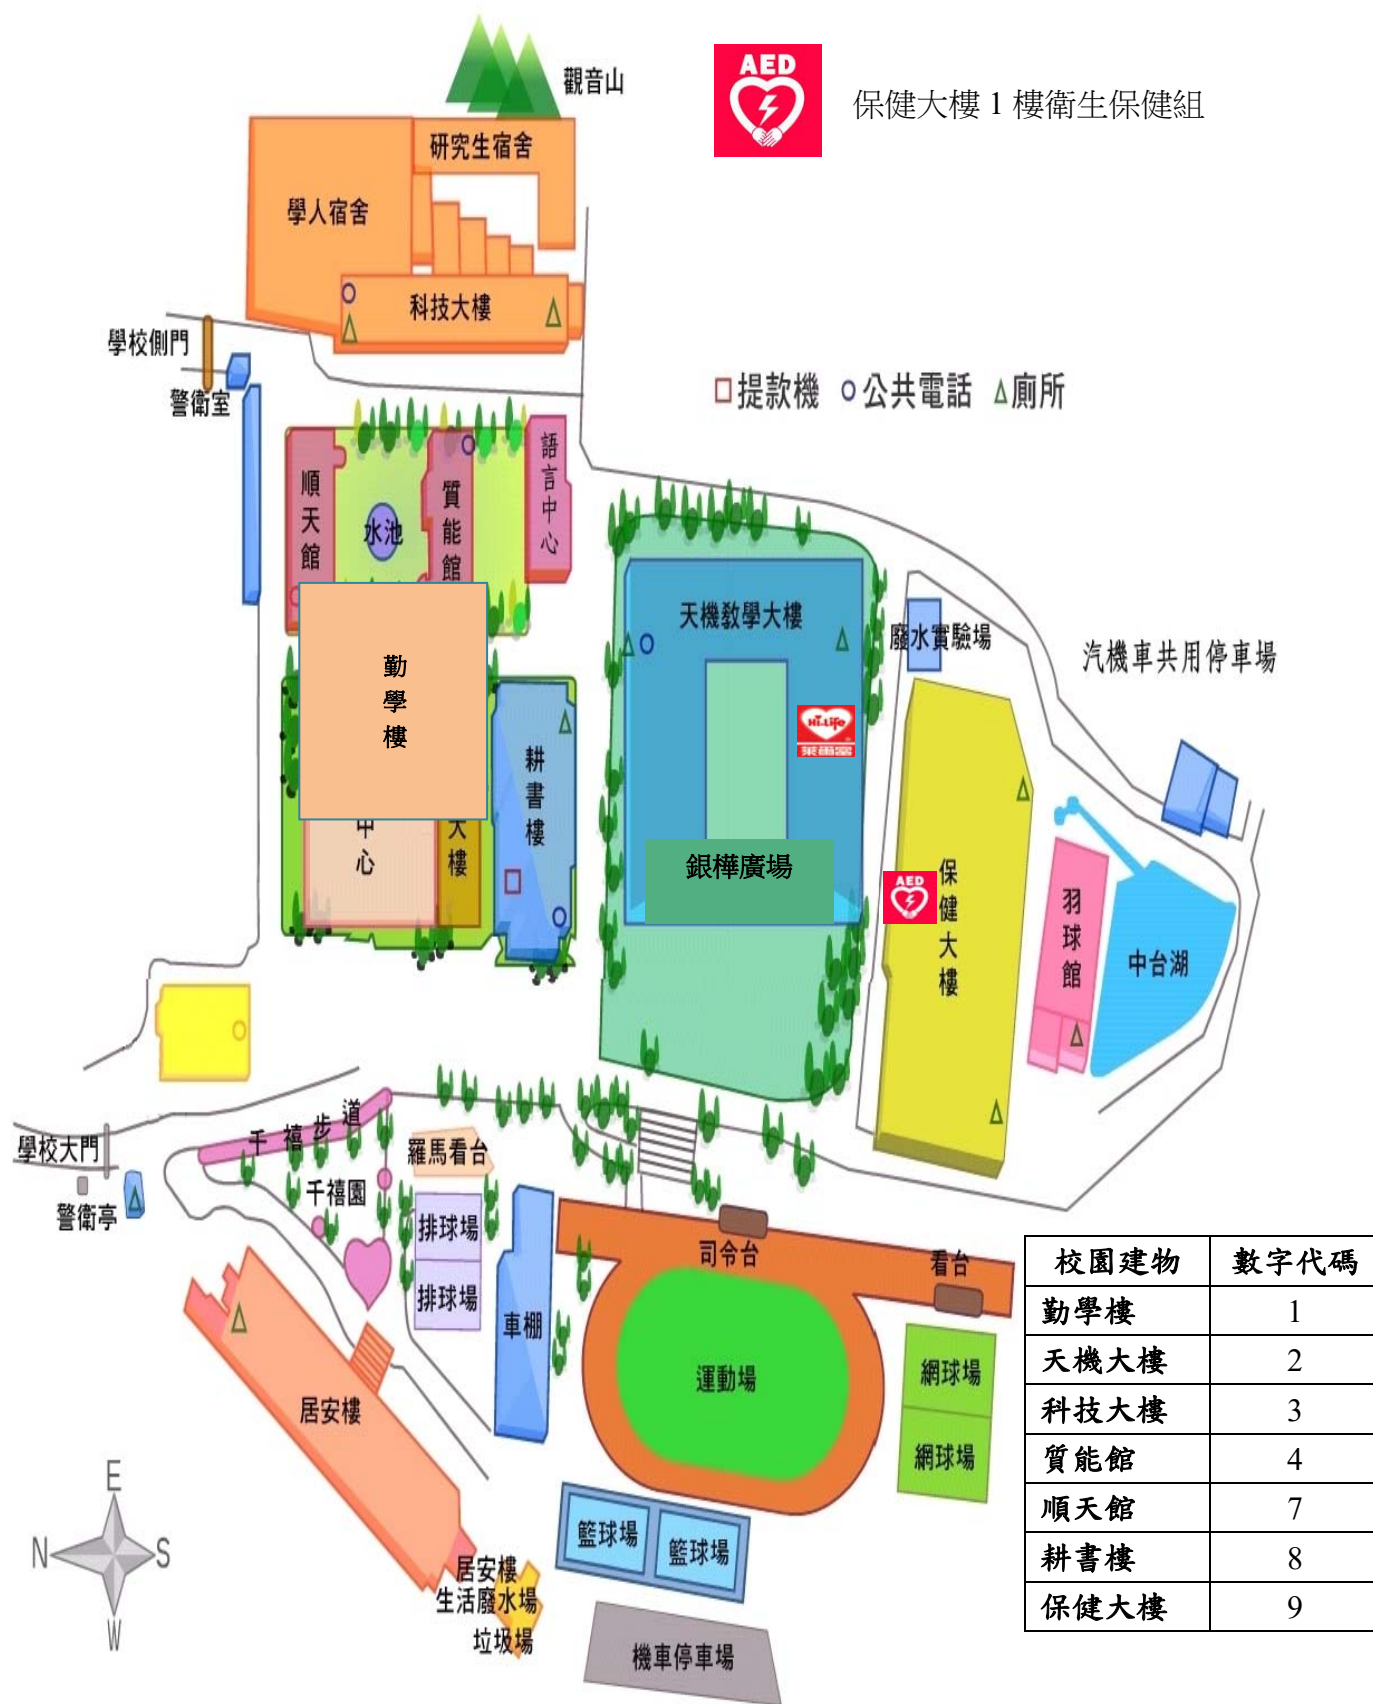 觀音山
AED
保健大樓 1 樓衛生保健組
研究生宿舍
學人宿舍
科技大樓
學校側門
警衛室
提款機 公共電話 廁所
順天館
水池
質能館
語言中心
天機教學大樓
廢水實驗場
汽機車共用停車場
勤學樓
耕書樓
Hi-Life
萊爾富
中心
大樓
銀樺廣場
AED
保健大樓
羽球館
中台湖
千禧步道
學校大門
警衛亭
千禧園
羅馬看台
排球場
排球場
車棚
司令台
看台
運動場
網球場
網球場
居安樓
籃球場
籃球場
居安樓
生活廢水場
垃圾場
機車停車場
E
N
S
W
校園建物 數字代碼
勤學樓 1
天機大樓 2
科技大樓 3
質能館 4
順天館 7
耕書樓 8
保健大樓 9